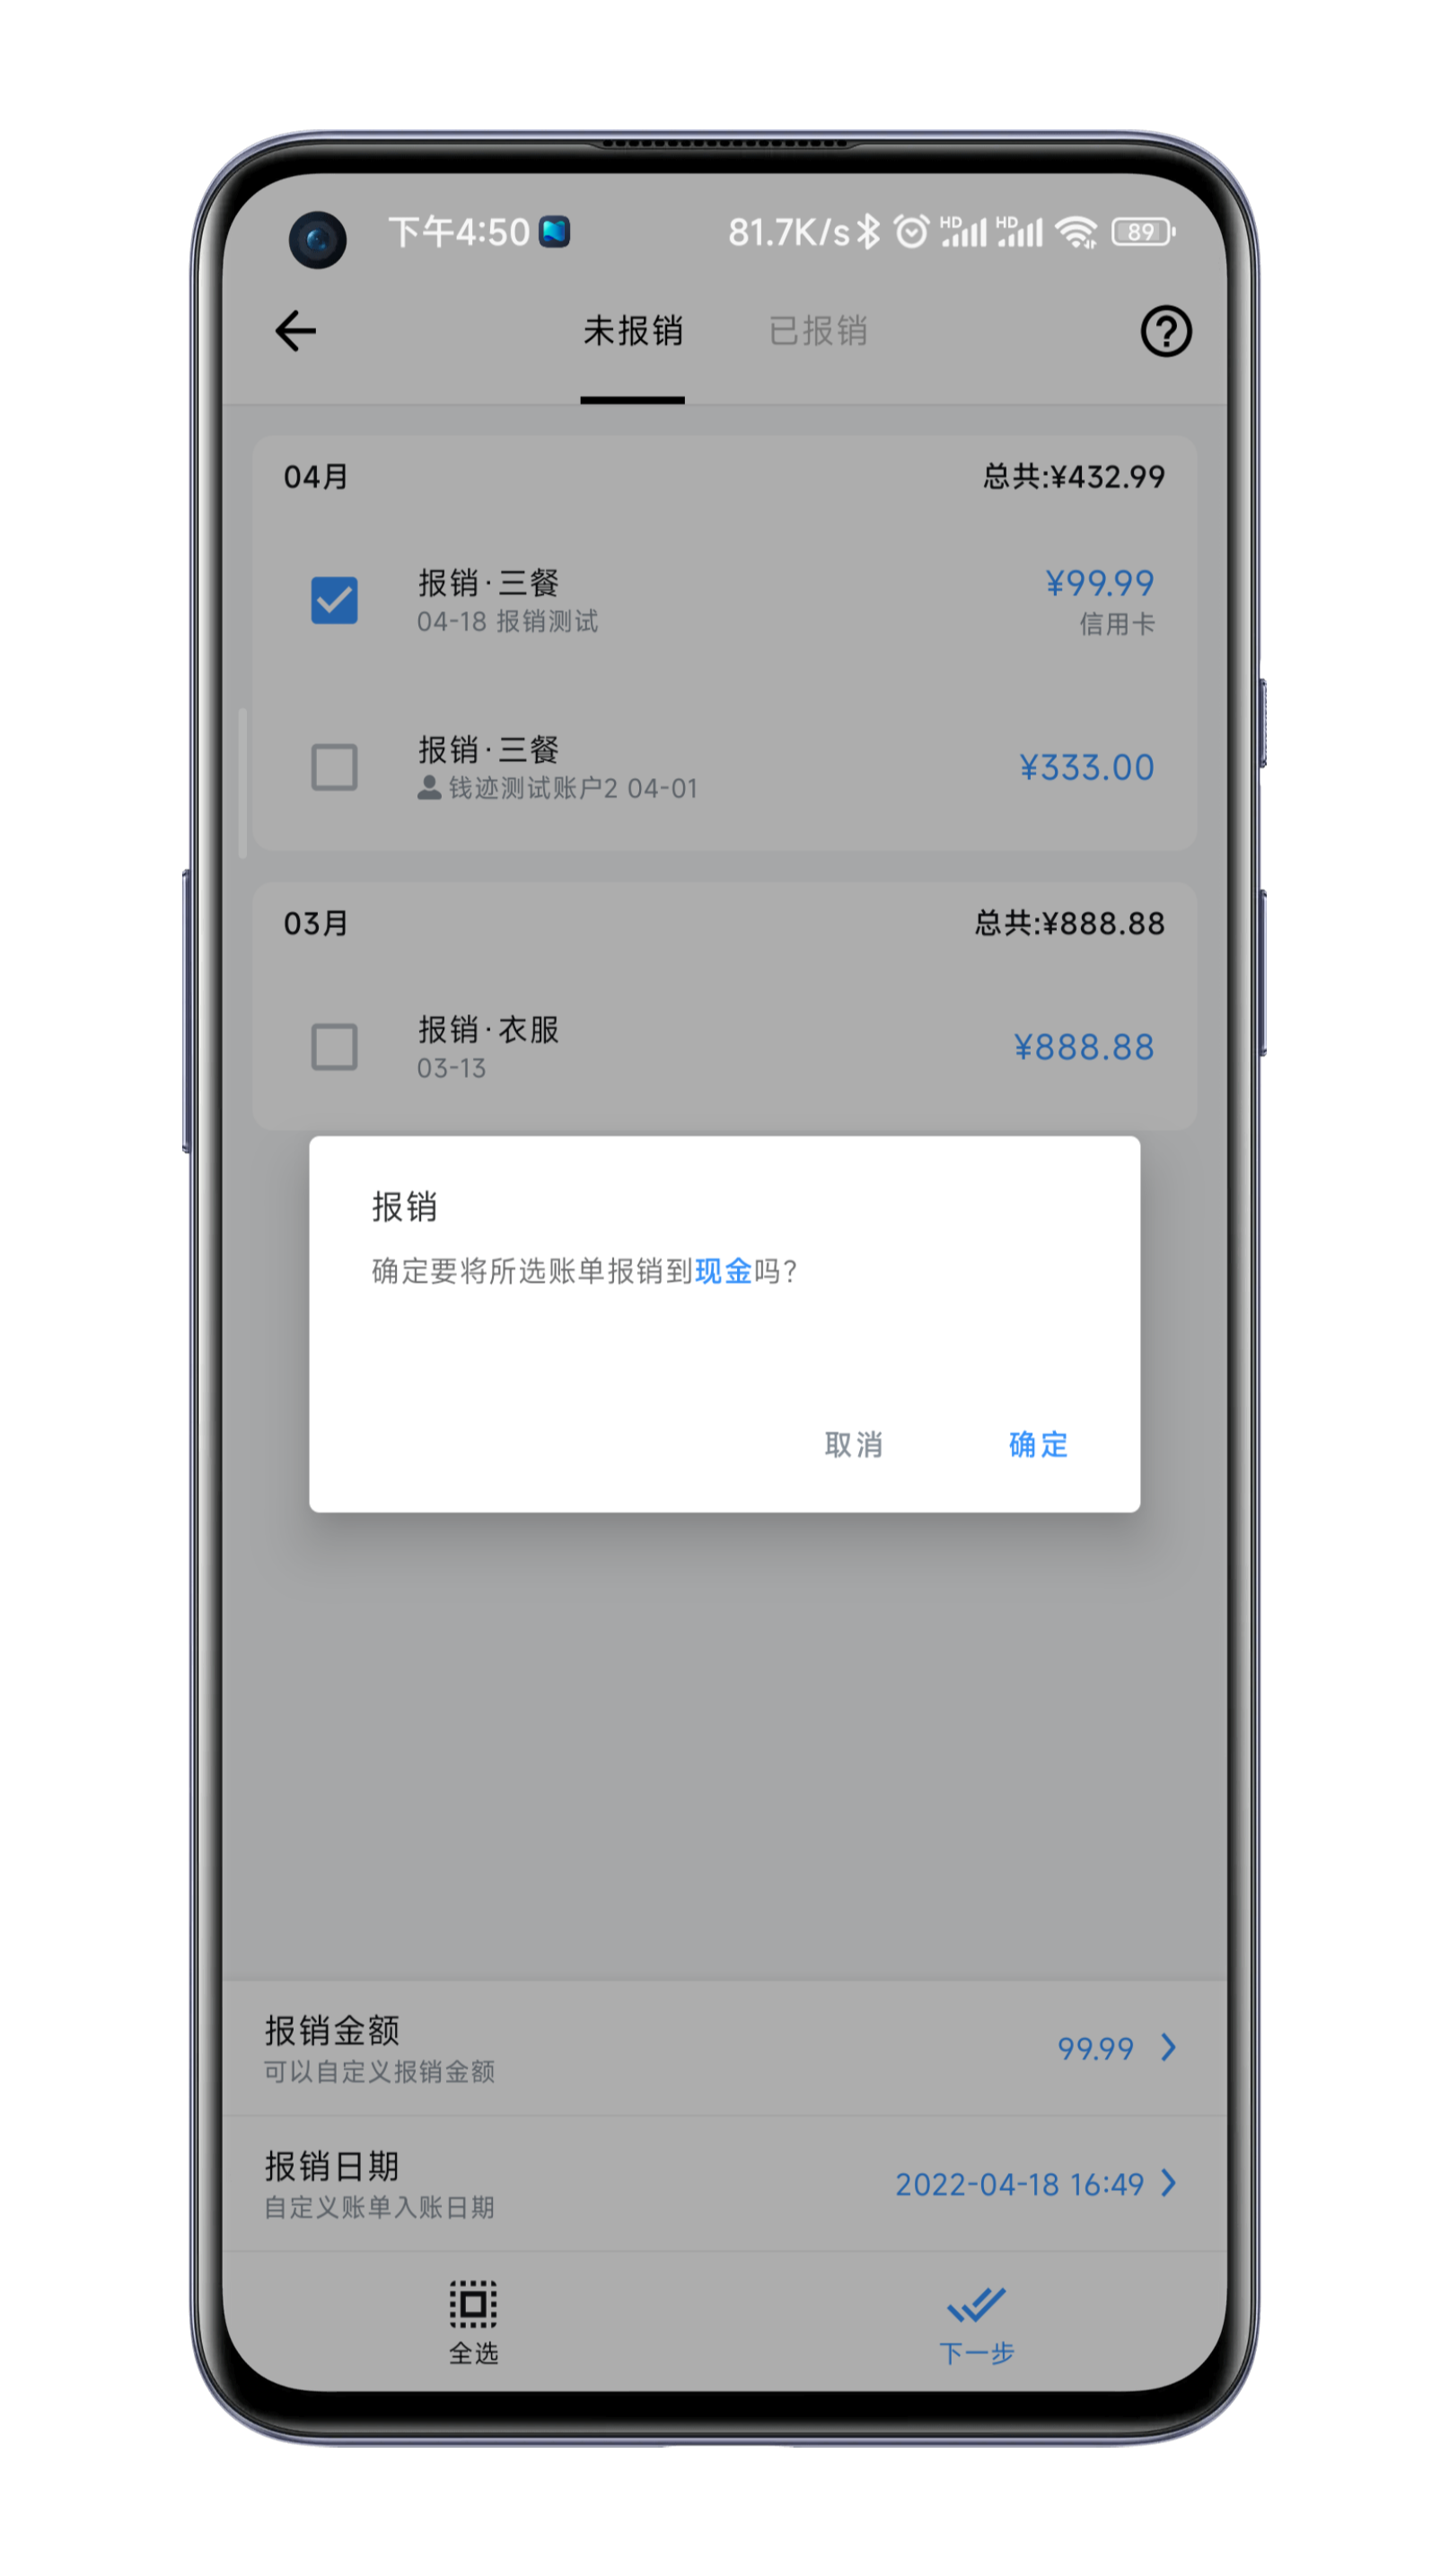 下午4:50 81.7K/s HD HD 89
未报销 已报销
04月 总共:¥432.99
报销·三餐 ¥99.99
04-18 报销测试 信用卡
报销·三餐 ¥333.00
钱迹测试账户2 04-01
03月 总共:¥888.88
报销·衣服 ¥888.88
03-13
报销
确定要将所选账单报销到现金吗?
取消 确定
报销金额 99.99
可以自定义报销金额
报销日期 2022-04-18 16:49
自定义账单入账日期
全选 下一步